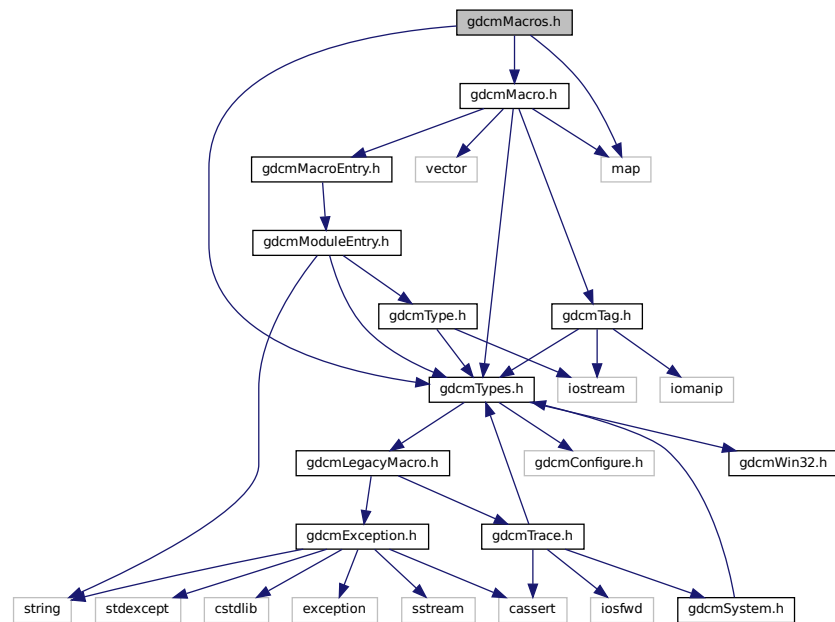 gdcmMacros.h
gdcmMacro.h
gdcmMacroEntry.h
vector
map
gdcmModuleEntry.h
gdcmType.h
gdcmTag.h
gdcmTypes.h
iostream
iomanip
gdcmLegacyMacro.h
gdcmConfigure.h
gdcmWin32.h
gdcmException.h
gdcmTrace.h
string
stdexcept
cstdlib
exception
sstream
cassert
iosfwd
gdcmSystem.h